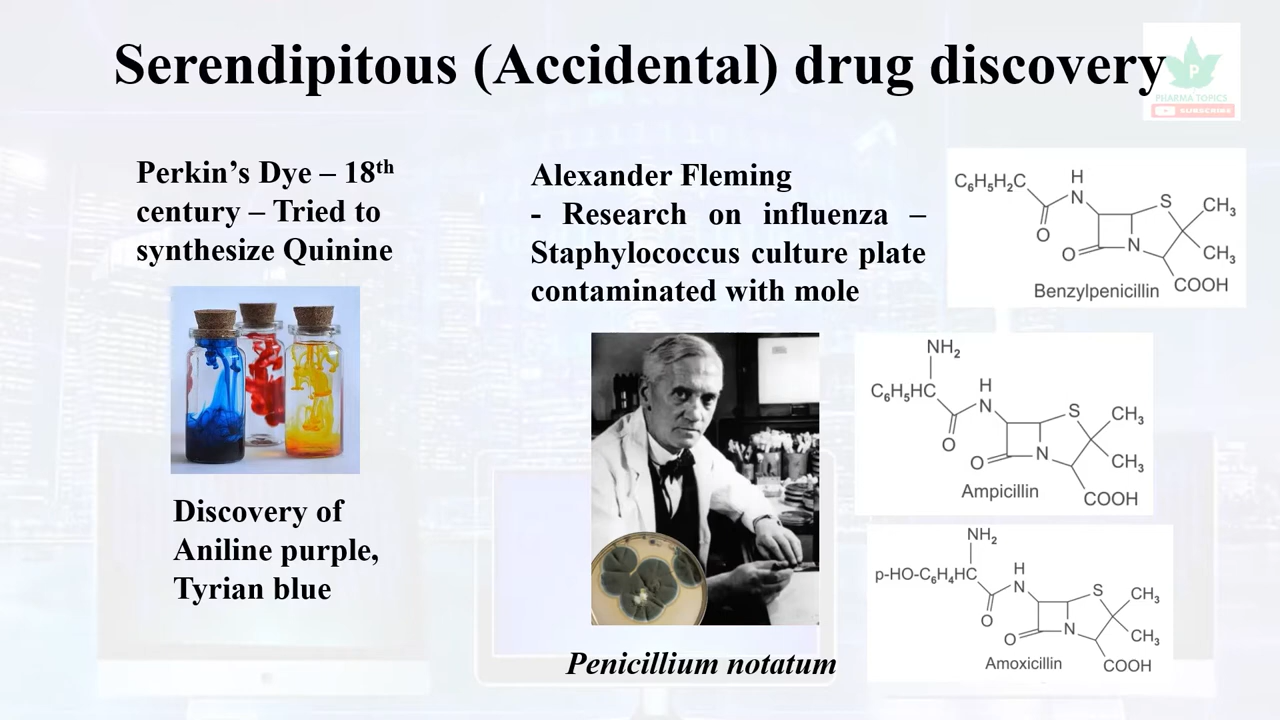 Serendipitous (Accidental) drug discovery
P
PHARMA TOPICS
SUBSCRIBE
Perkin’s Dye – 18th
century – Tried to
synthesize Quinine
Discovery of
Aniline purple,
Tyrian blue
Alexander Fleming
- Research on influenza –
Staphylococcus culture plate
contaminated with mole
Penicillium notatum
C₆H₅H₂C
H
N
S
CH₃
O
O
N
CH₃
COOH
Benzylpenicillin
NH₂
C₆H₅HC
H
N
S
CH₃
O
O
N
CH₃
COOH
Ampicillin
NH₂
p-HO-C₆H₄HC
H
N
S
CH₃
O
O
N
CH₃
COOH
Amoxicillin